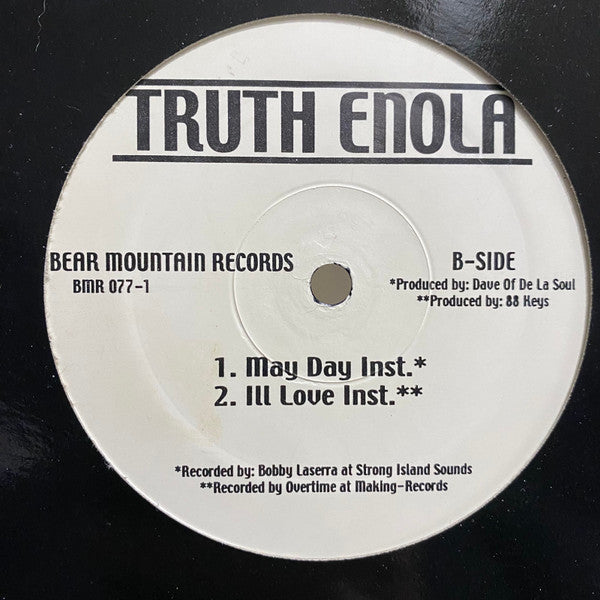 TRUTH ENOLA
BEAR MOUNTAIN RECORDS
BMR 077-1
B-SIDE
*Produced by: Dave Of De La Soul
**Produced by: 88 Keys
1. May Day Inst.*
2. Ill Love Inst.**
*Recorded by: Bobby Laserra at Strong Island Sounds
**Recorded by Overtime at Making-Records